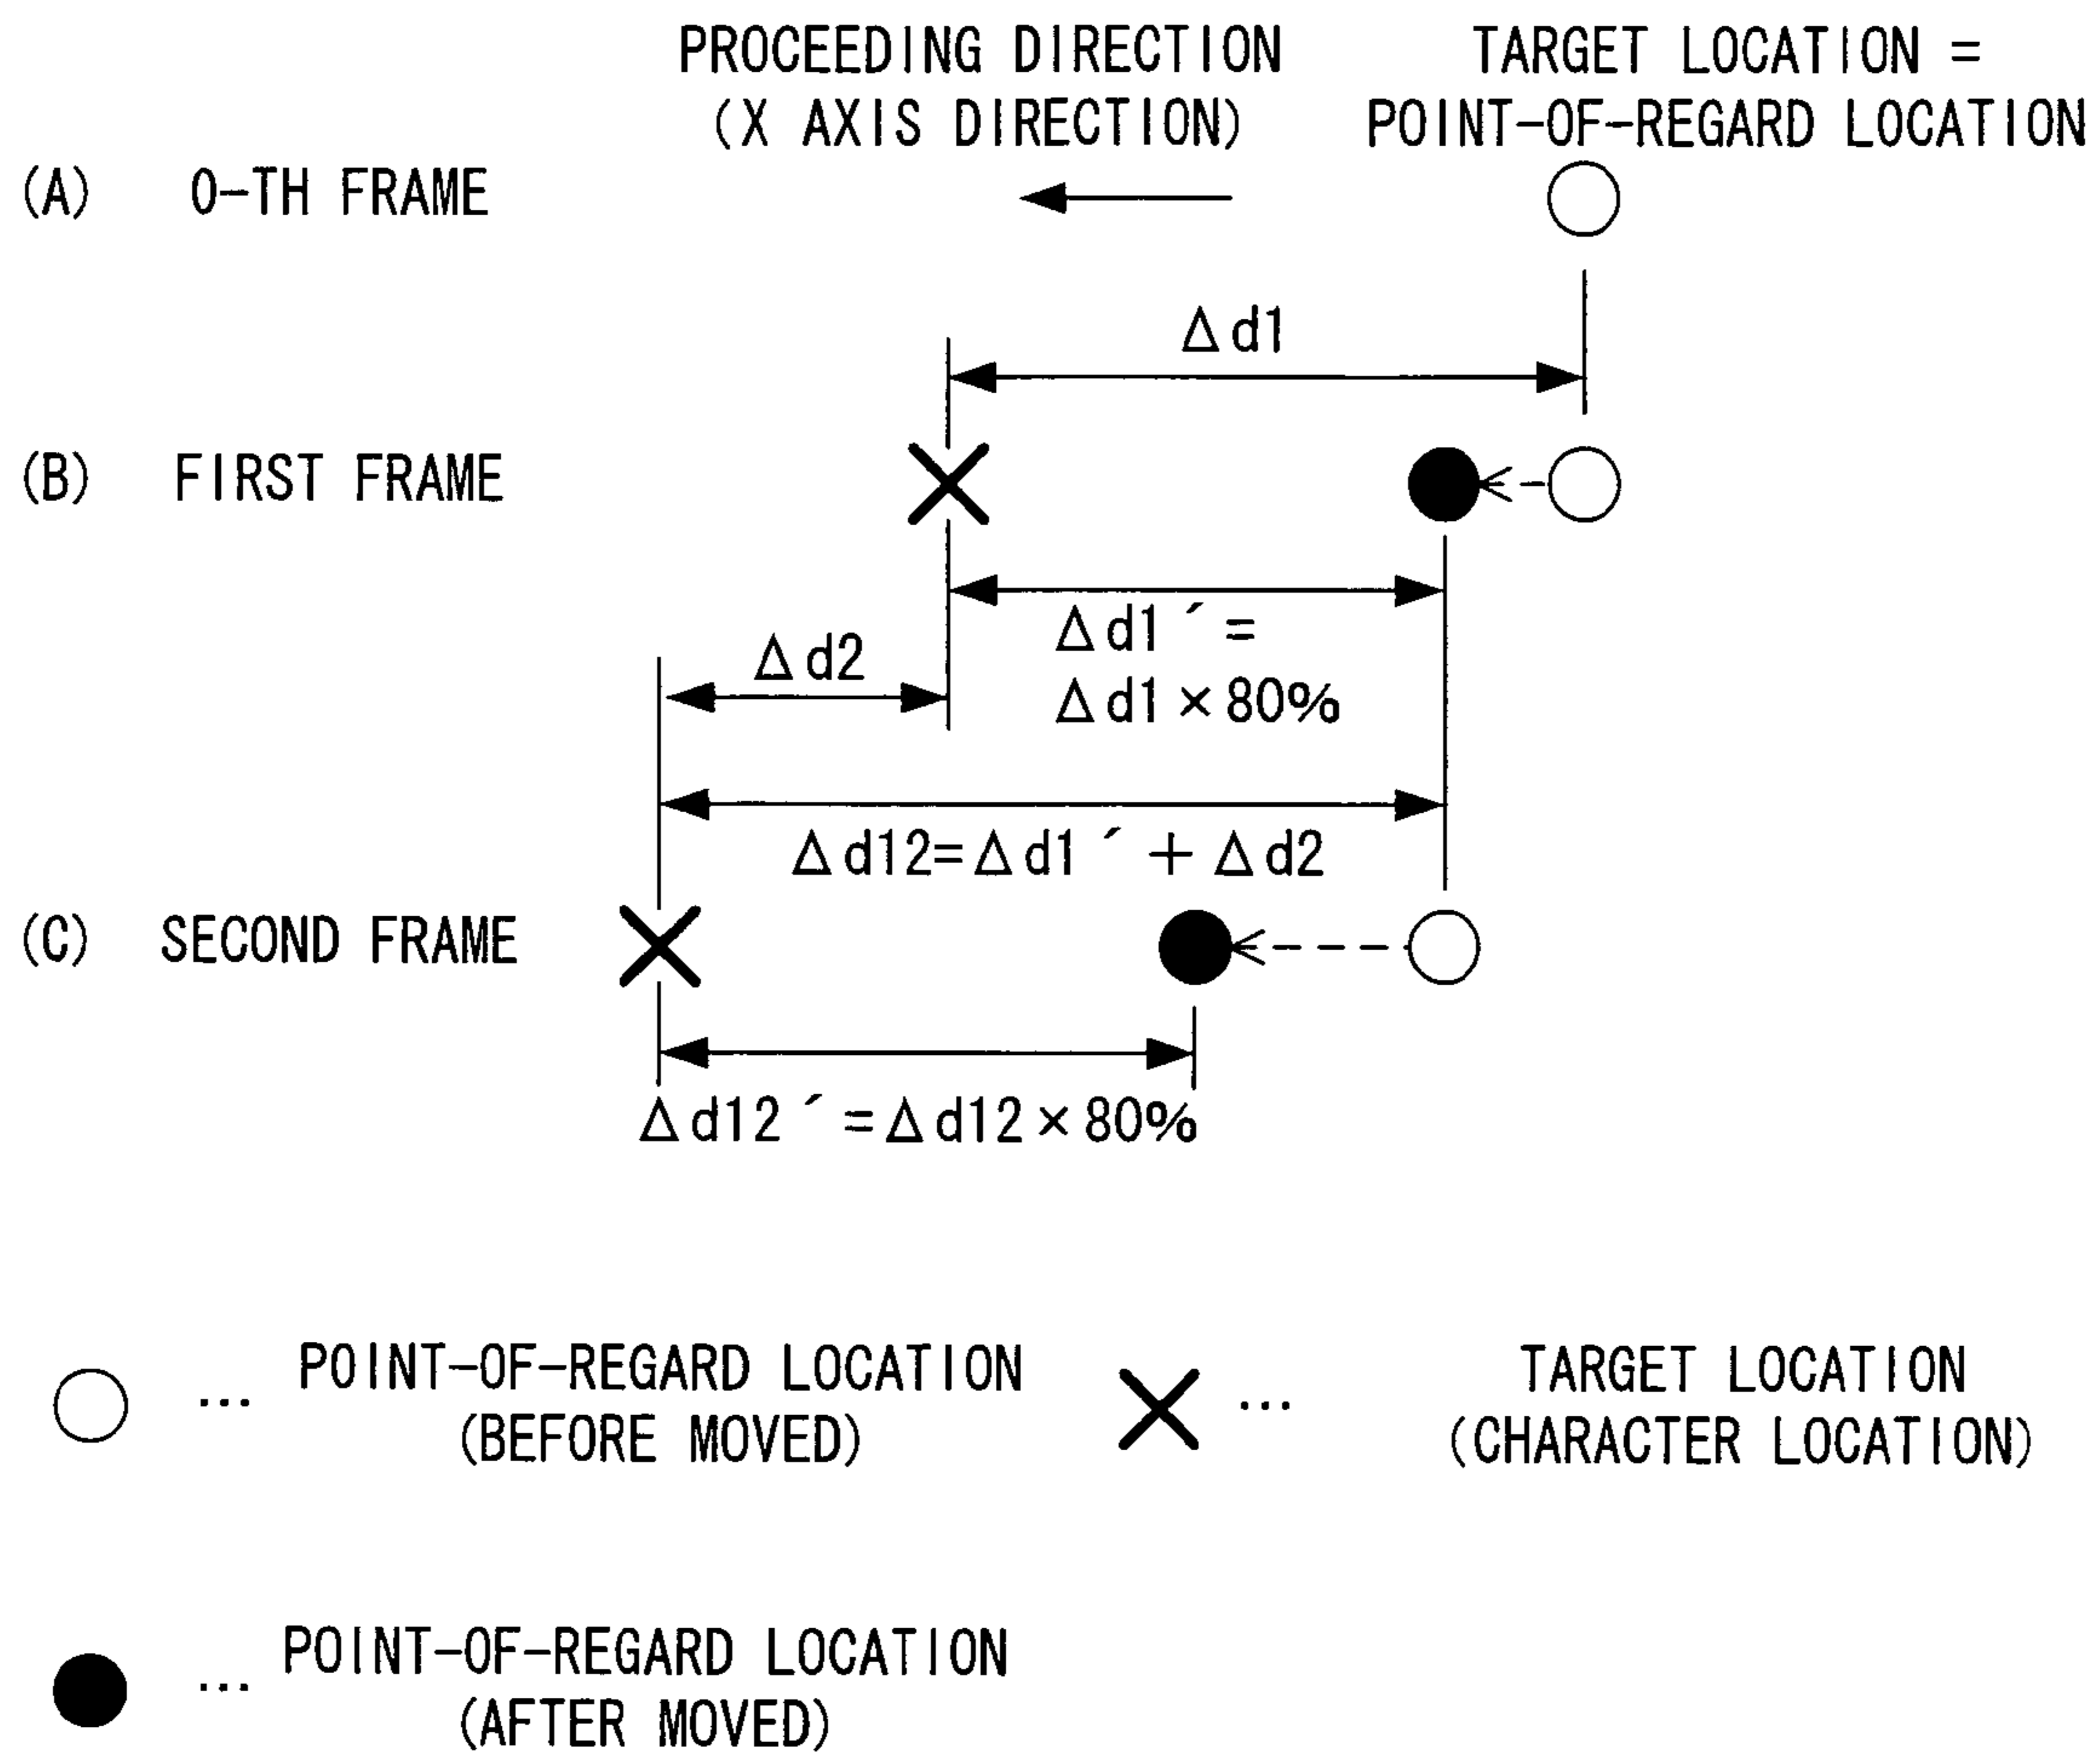 PROCEEDING DIRECTION
(X AXIS DIRECTION)
TARGET LOCATION =
POINT-OF-REGARD LOCATION
(A) 0-TH FRAME
Δd1
(B) FIRST FRAME
Δd1´=
Δd1×80%
Δd2
Δd12=Δd1´+Δd2
(C) SECOND FRAME
Δd12´=Δd12×80%
… POINT-OF-REGARD LOCATION
(BEFORE MOVED)
… TARGET LOCATION
(CHARACTER LOCATION)
… POINT-OF-REGARD LOCATION
(AFTER MOVED)